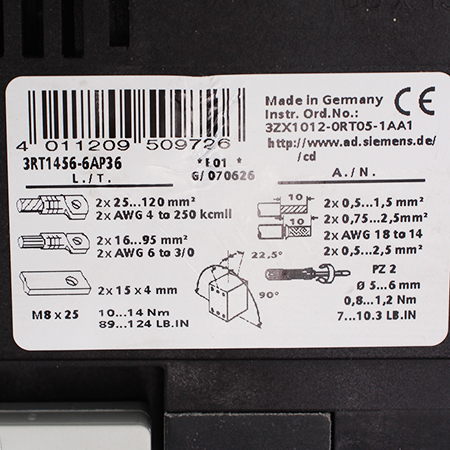 Made in Germany CE
Instr. Ord.No.:
3ZX1012-0RT05-1AA1
http://www.ad.siemens.de/
/cd
4 011209 509726
3RT1456-6AP36
*E01*
G/070626
L./T.
A./N.
2x 25...120 mm²
2x AWG 4 to 250 kcmil
2x 16...95 mm²
2x AWG 6 to 3/0
2x 15 x 4 mm
M8 x 25
10...14 Nm
89...124 LB.IN
22,5°
90°
10
2x 0,5...1,5 mm²
2x 0,75...2,5mm²
10
2x AWG 18 to 14
2x 0,5...2,5 mm²
PZ 2
Ø 5...6 mm
0,8...1,2 Nm
7...10.3 LB.IN